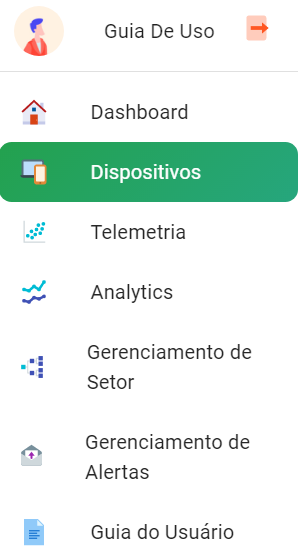 Guia De Uso
Dashboard
Dispositivos
Telemetria
Analytics
Gerenciamento de
Setor
Gerenciamento de
Alertas
Guia do Usuário